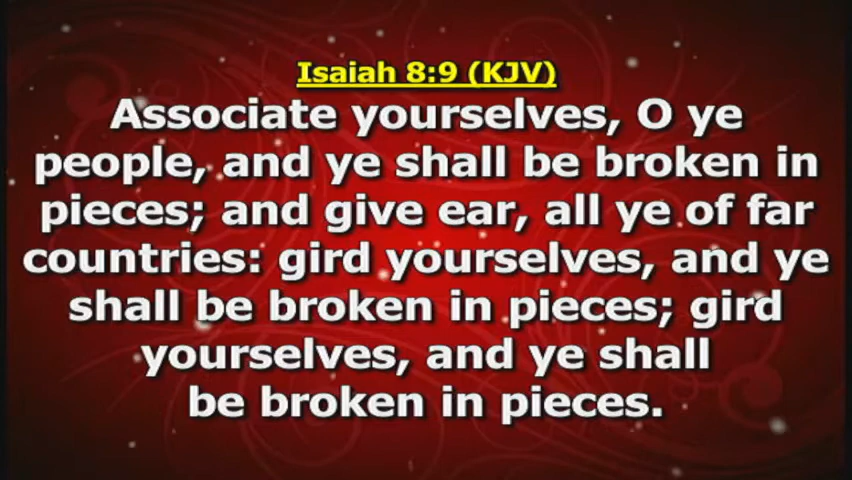 Isaiah 8:9 (KJV)
Associate yourselves, O ye
people, and ye shall be broken in
pieces; and give ear, all ye of far
countries: gird yourselves, and ye
shall be broken in pieces; gird
yourselves, and ye shall
be broken in pieces.